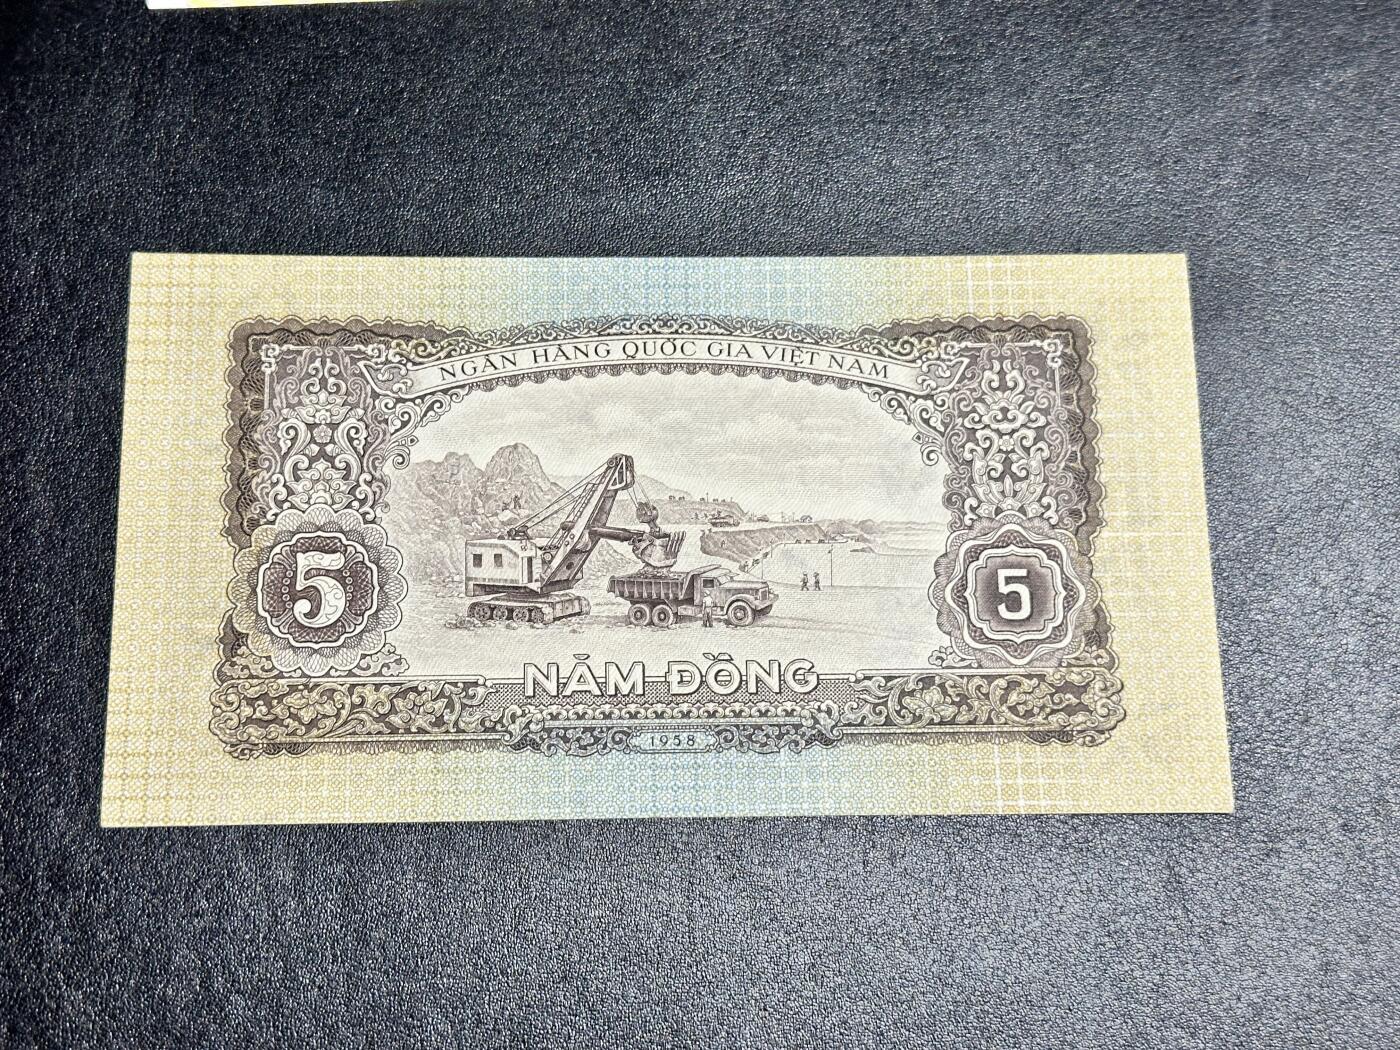 NGÂN HÀNG QUỐC GIA VIỆT NAM
5
5
NĂM ĐỒNG
1958